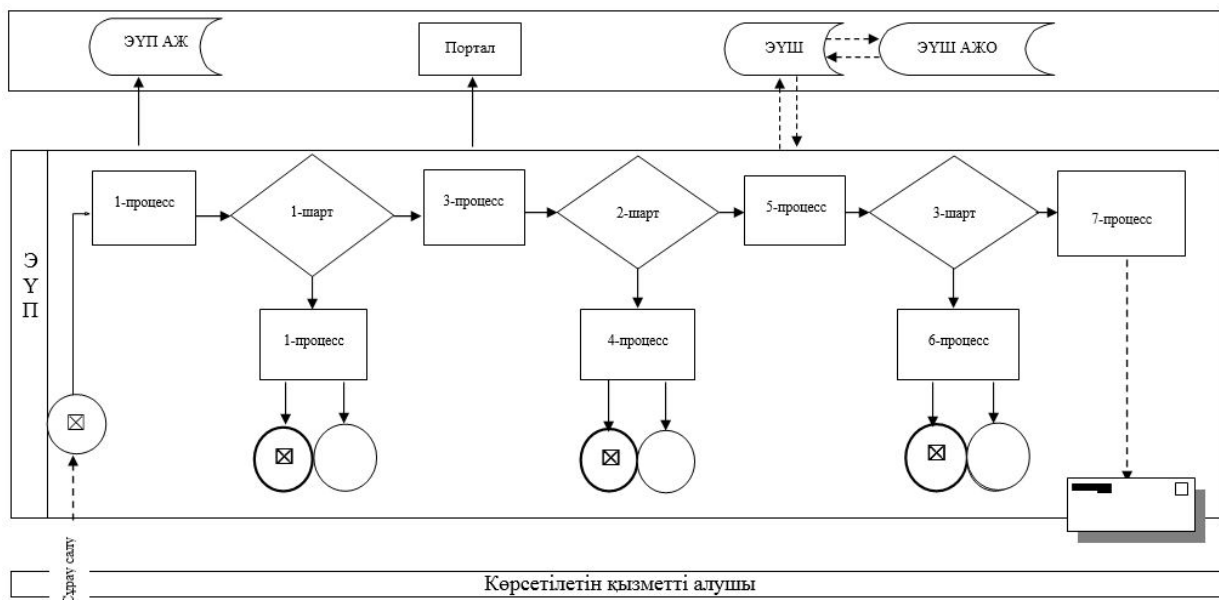 ЭҮП АЖ
Портал
ЭҮШ
ЭҮШ АЖО
1-процесс
1-шарт
3-процесс
2-шарт
5-процесс
3-шарт
7-процесс
Э
Ү
П
1-процесс
4-процесс
6-процесс
Сұрау салу
Көрсетілетін қызметті алушы